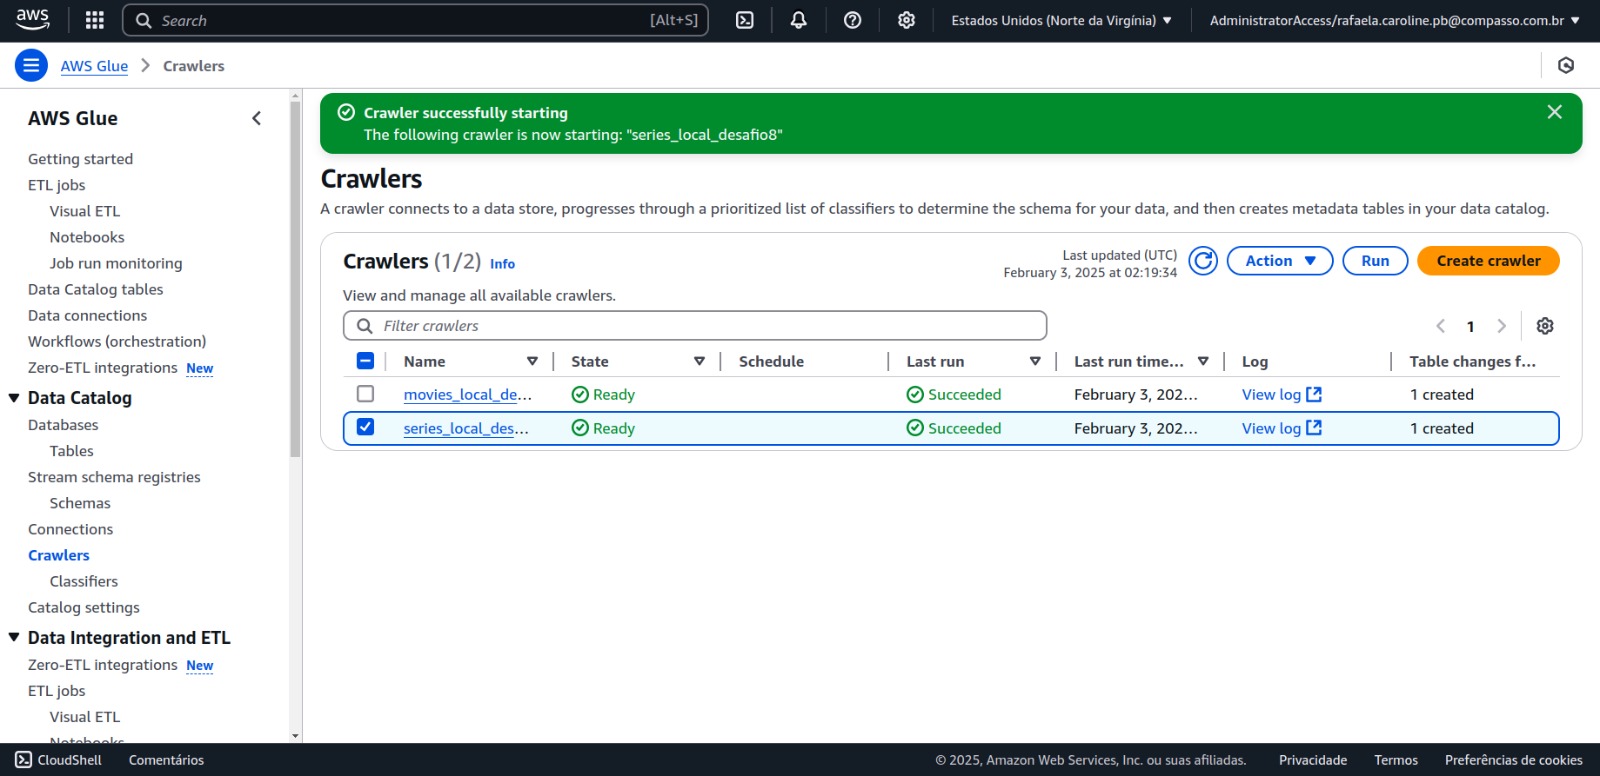 aws
Search [Alt+S]
Estados Unidos (Norte da Virgínia)
AdministratorAccess/rafaela.caroline.pb@compasso.com.br
AWS Glue Crawlers
AWS Glue
Getting started
ETL jobs
Visual ETL
Notebooks
Job run monitoring
Data Catalog tables
Data connections
Workflows (orchestration)
Zero-ETL integrations New
Data Catalog
Databases
Tables
Stream schema registries
Schemas
Connections
Crawlers
Classifiers
Catalog settings
Data Integration and ETL
Zero-ETL integrations New
ETL jobs
Visual ETL
Notebooks
Crawler successfully starting
The following crawler is now starting: "series_local_desafio8"
Crawlers
A crawler connects to a data store, progresses through a prioritized list of classifiers to determine the schema for your data, and then creates metadata tables in your data catalog.
Crawlers (1/2) Info
Last updated (UTC)
February 3, 2025 at 02:19:34
Action
Run
Create crawler
View and manage all available crawlers.
Filter crawlers
1
Name State Schedule Last run Last run time... Log Table changes f...
movies_local_de... Ready Succeeded February 3, 202... View log 1 created
series_local_des... Ready Succeeded February 3, 202... View log 1 created
CloudShell Comentários © 2025, Amazon Web Services, Inc. ou suas afiliadas. Privacidade Termos Preferências de cookies